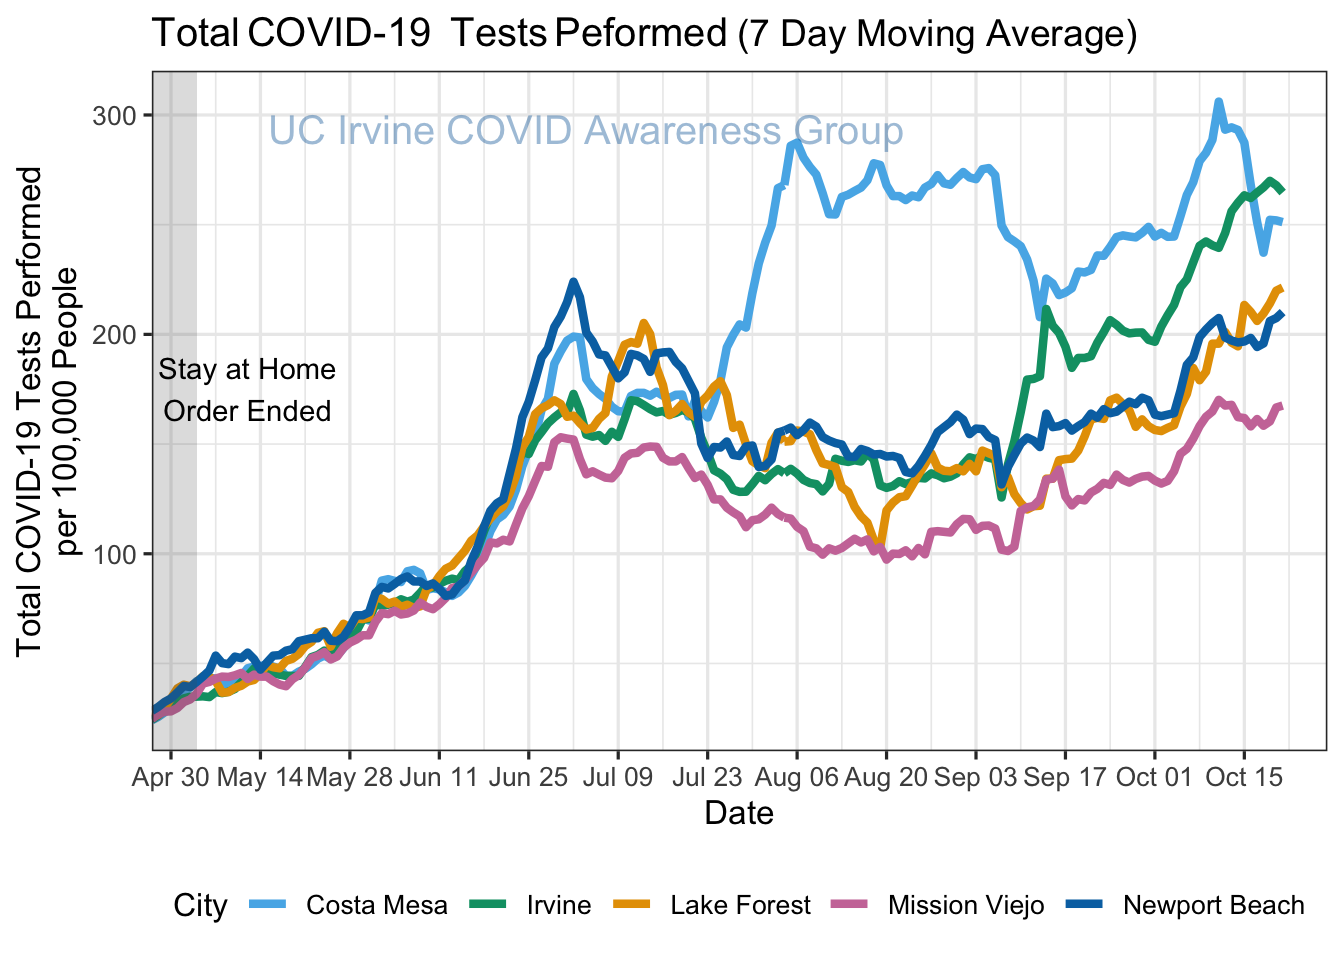 Total COVID-19  Tests Peformed (7 Day Moving Average)
UC Irvine COVID Awareness Group
Total COVID-19 Tests Performed
per 100,000 People
300
200
100
Stay at Home
Order Ended
Apr 30 May 14 May 28 Jun 11 Jun 25 Jul 09 Jul 23 Aug 06 Aug 20 Sep 03 Sep 17 Oct 01 Oct 15
Date
City Costa Mesa Irvine Lake Forest Mission Viejo Newport Beach